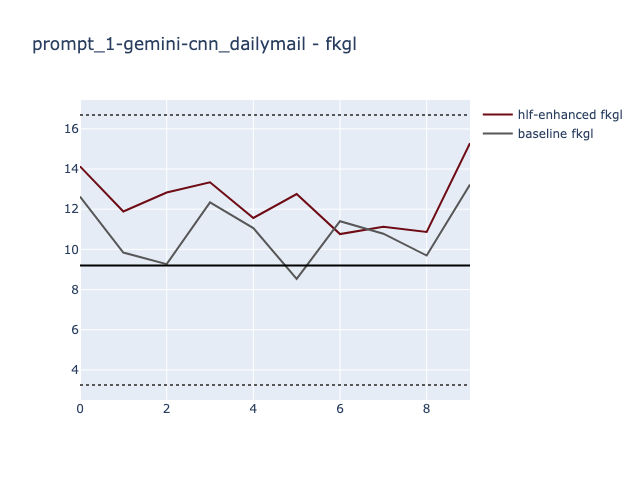 prompt_1-gemini-cnn_dailymail - fkgl
hlf-enhanced fkgl
baseline fkgl
16
14
12
10
8
6
4
0 2 4 6 8